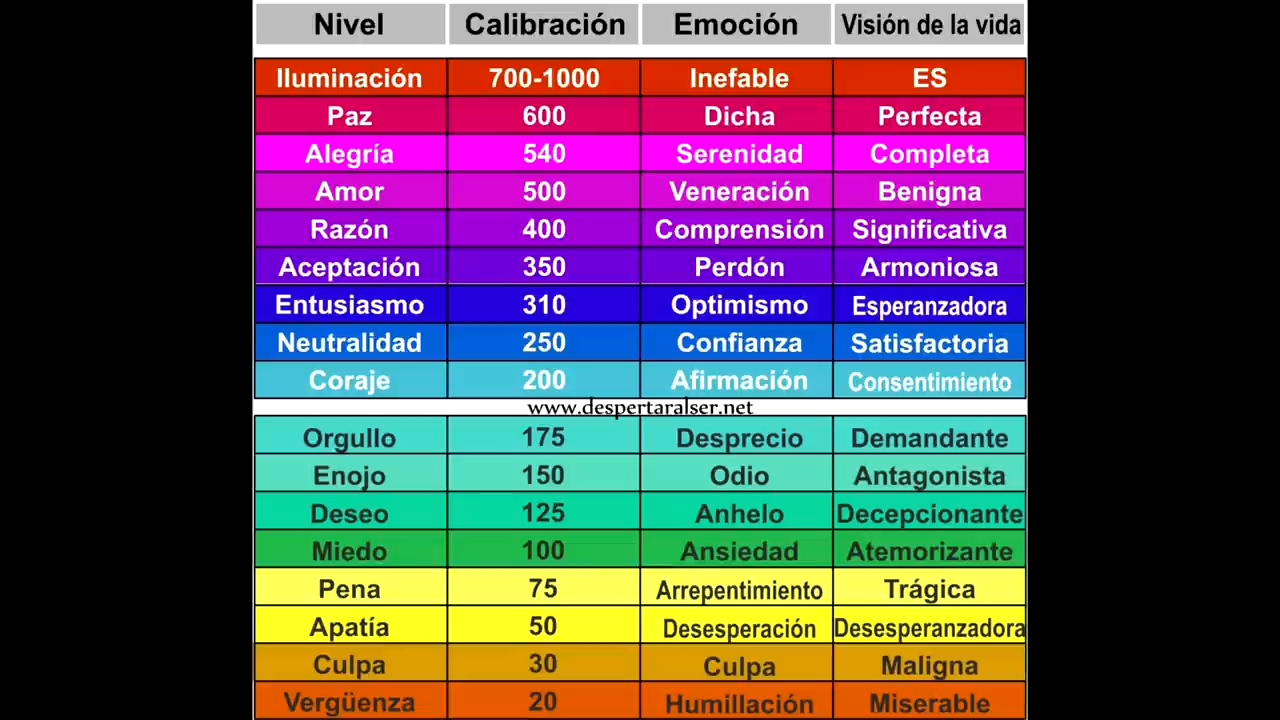 Nivel Calibración Emoción Visión de la vida
Iluminación 700-1000 Inefable ES
Paz 600 Dicha Perfecta
Alegría 540 Serenidad Completa
Amor 500 Veneración Benigna
Razón 400 Comprensión Significativa
Aceptación 350 Perdón Armoniosa
Entusiasmo 310 Optimismo Esperanzadora
Neutralidad 250 Confianza Satisfactoria
Coraje 200 Afirmación Consentimiento
www.despertaralser.net
Orgullo 175 Desprecio Demandante
Enojo 150 Odio Antagonista
Deseo 125 Anhelo Decepcionante
Miedo 100 Ansiedad Atemorizante
Pena 75 Arrepentimiento Trágica
Apatía 50 Desesperación Desesperanzadora
Culpa 30 Culpa Maligna
Vergüenza 20 Humillación Miserable